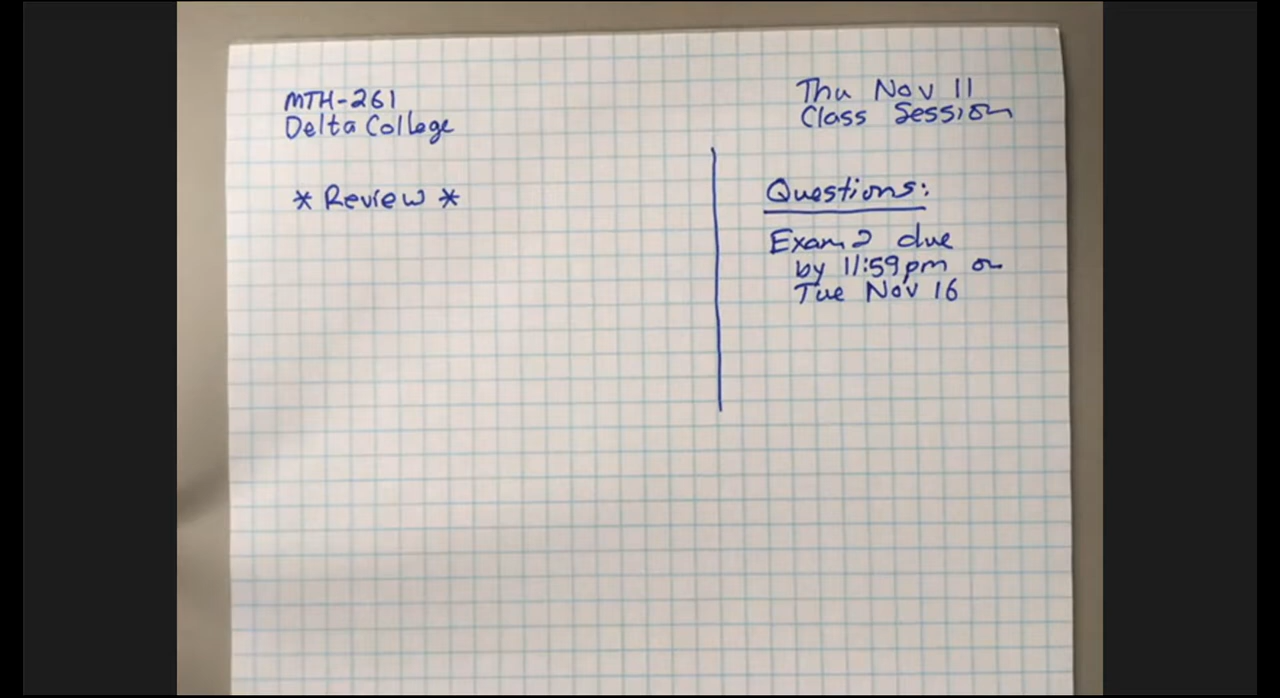 MTH-261
Delta College
Thu Nov 11
Class Session
* Review *
Questions:
Exam 2 due
by 11:59pm on
Tue Nov 16